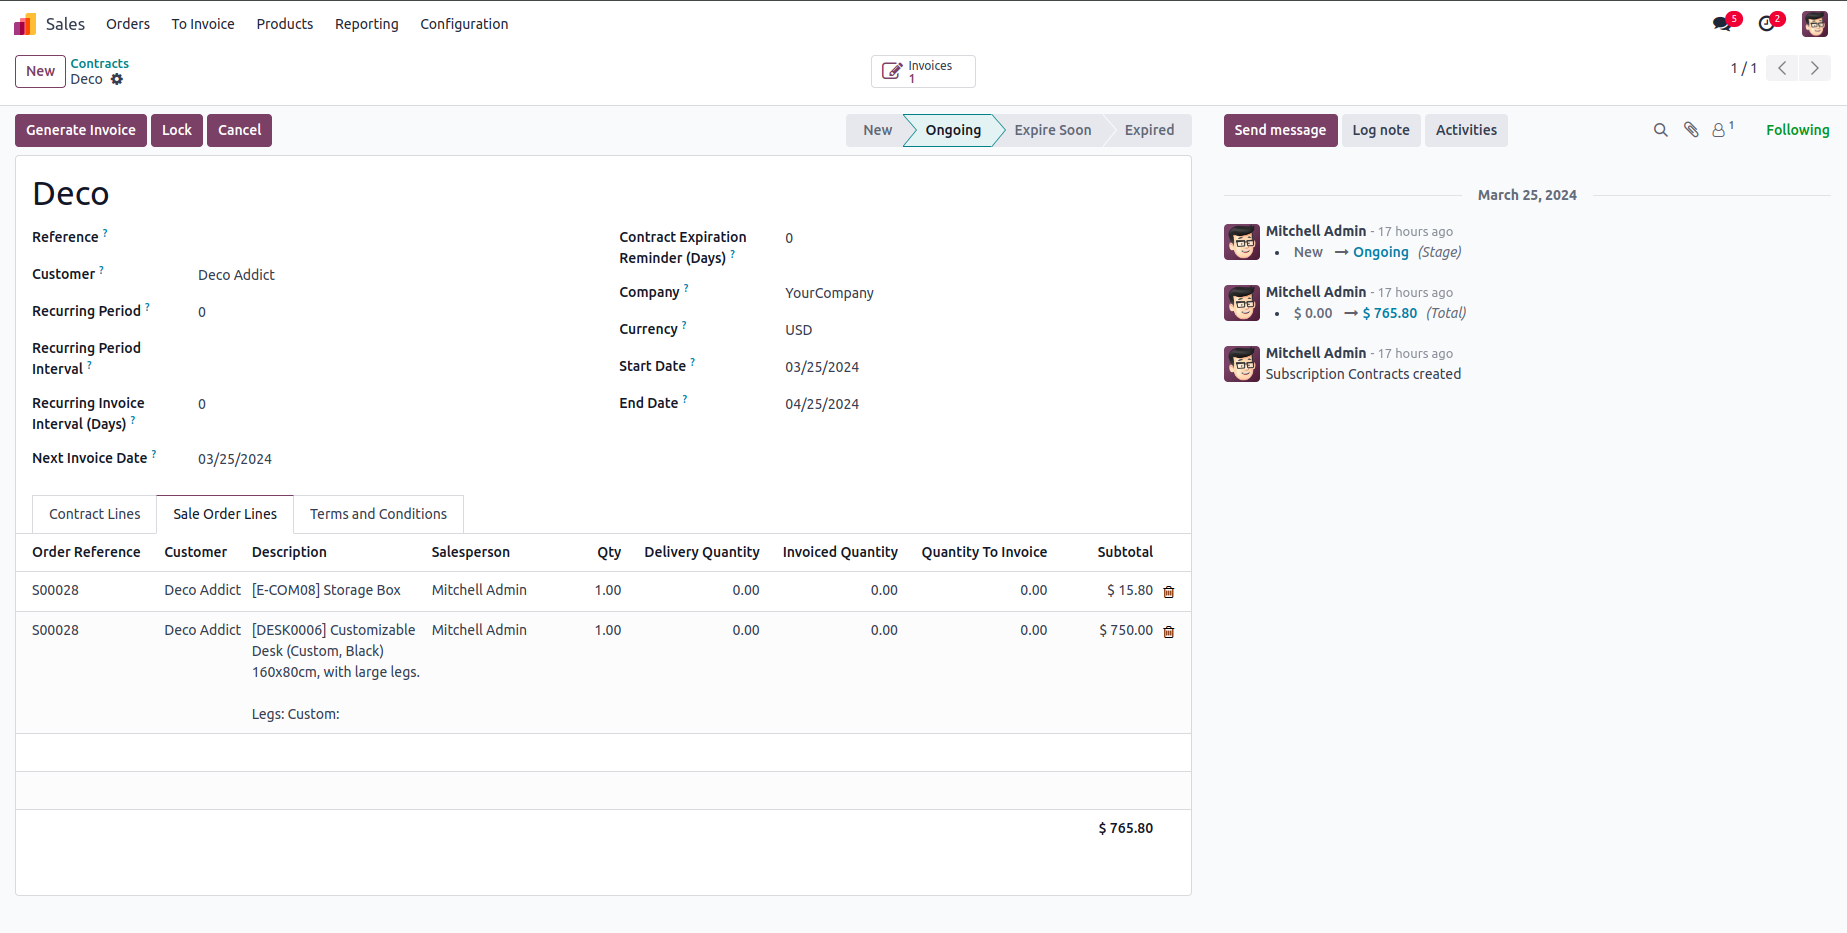 Sales Orders To Invoice Products Reporting Configuration 5 2
New Contracts
Deco
Invoices
1
1 / 1
Generate Invoice Lock Cancel New Ongoing Expire Soon Expired Send message Log note Activities 1 Following
Deco
Reference ?
Customer ? Deco Addict
Recurring Period ? 0
Recurring Period
Interval ?
Recurring Invoice
Interval (Days) ? 0
Next Invoice Date ? 03/25/2024
Contract Expiration
Reminder (Days) ? 0
Company ? YourCompany
Currency ? USD
Start Date ? 03/25/2024
End Date ? 04/25/2024
Contract Lines Sale Order Lines Terms and Conditions
Order Reference Customer Description Salesperson Qty Delivery Quantity Invoiced Quantity Quantity To Invoice Subtotal
S00028 Deco Addict [E-COM08] Storage Box Mitchell Admin 1.00 0.00 0.00 0.00 $ 15.80
S00028 Deco Addict [DESK0006] Customizable Mitchell Admin 1.00 0.00 0.00 0.00 $ 750.00
Desk (Custom, Black)
160x80cm, with large legs.
Legs: Custom:
$ 765.80
March 25, 2024
Mitchell Admin - 17 hours ago
• New → Ongoing (Stage)
Mitchell Admin - 17 hours ago
• $ 0.00 → $ 765.80 (Total)
Mitchell Admin - 17 hours ago
Subscription Contracts created